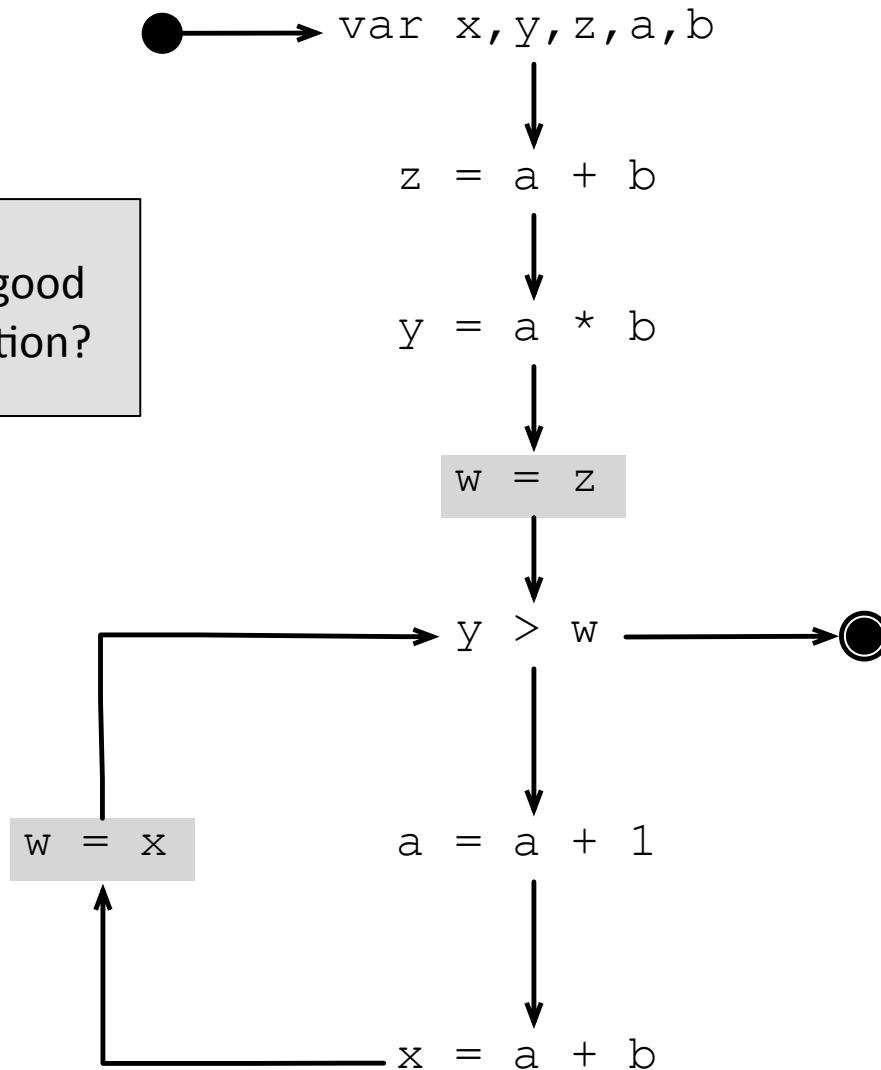 var x,y,z,a,b
z = a + b
good
tion?
y = a * b
w = z
y > w
w = x
a = a + 1
x = a + b